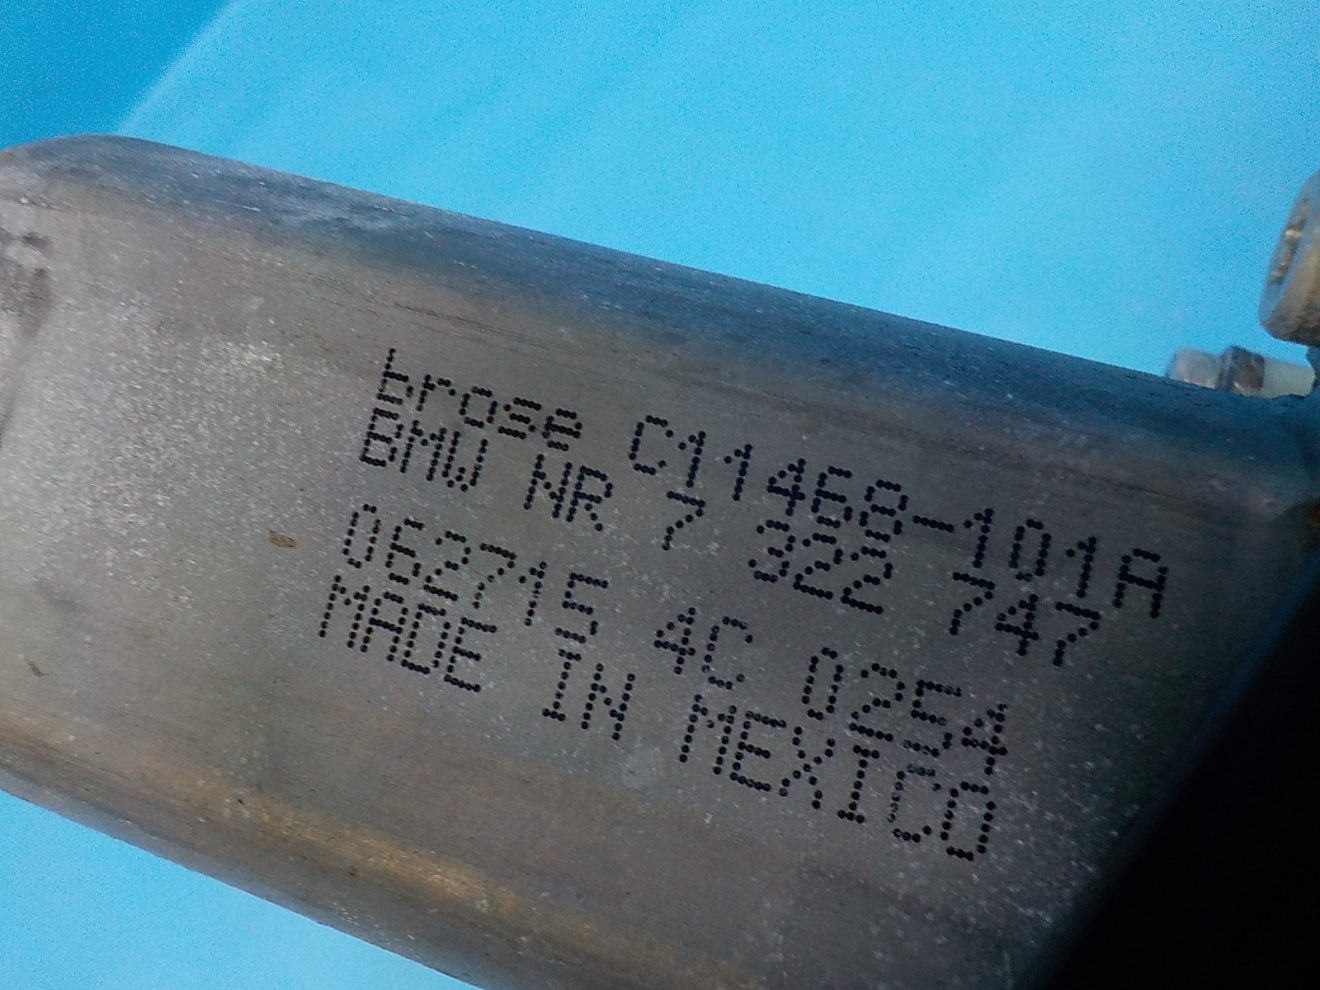 brose C11468-101A
BMW NR 7 322 747
062715 4C 0254
MADE IN MEXICO